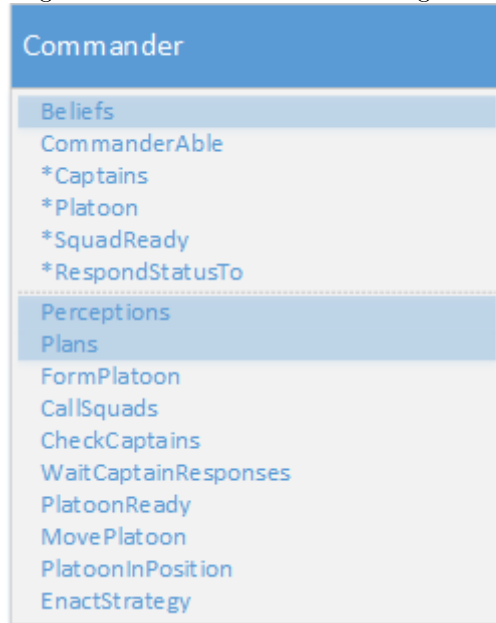 Commander
Beliefs
CommanderAble
*Captains
*Platoon
*SquadReady
*RespondStatusTo
Perceptions
Plans
FormPlatoon
CallSquads
CheckCaptains
WaitCaptainResponses
PlatoonReady
MovePlatoon
PlatoonInPosition
EnactStrategy